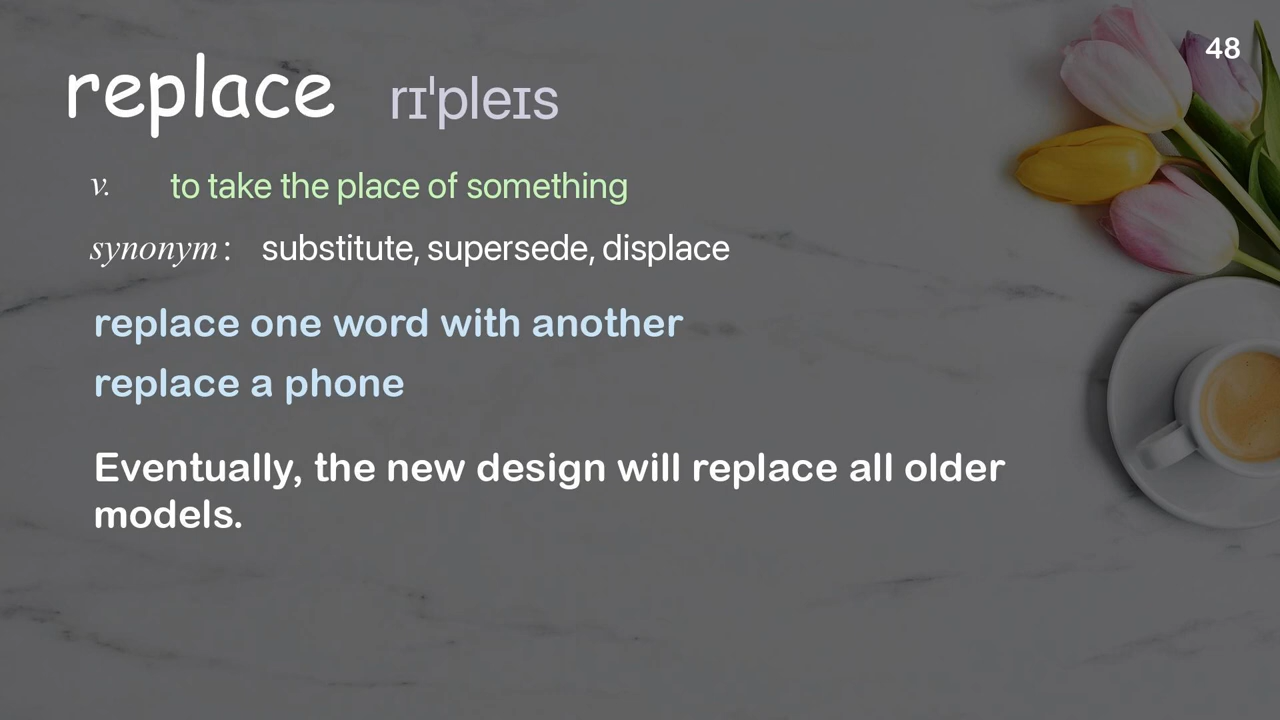 48
replace rɪˈpleɪs
v. to take the place of something
synonym: substitute, supersede, displace
replace one word with another
replace a phone
Eventually, the new design will replace all older
models.